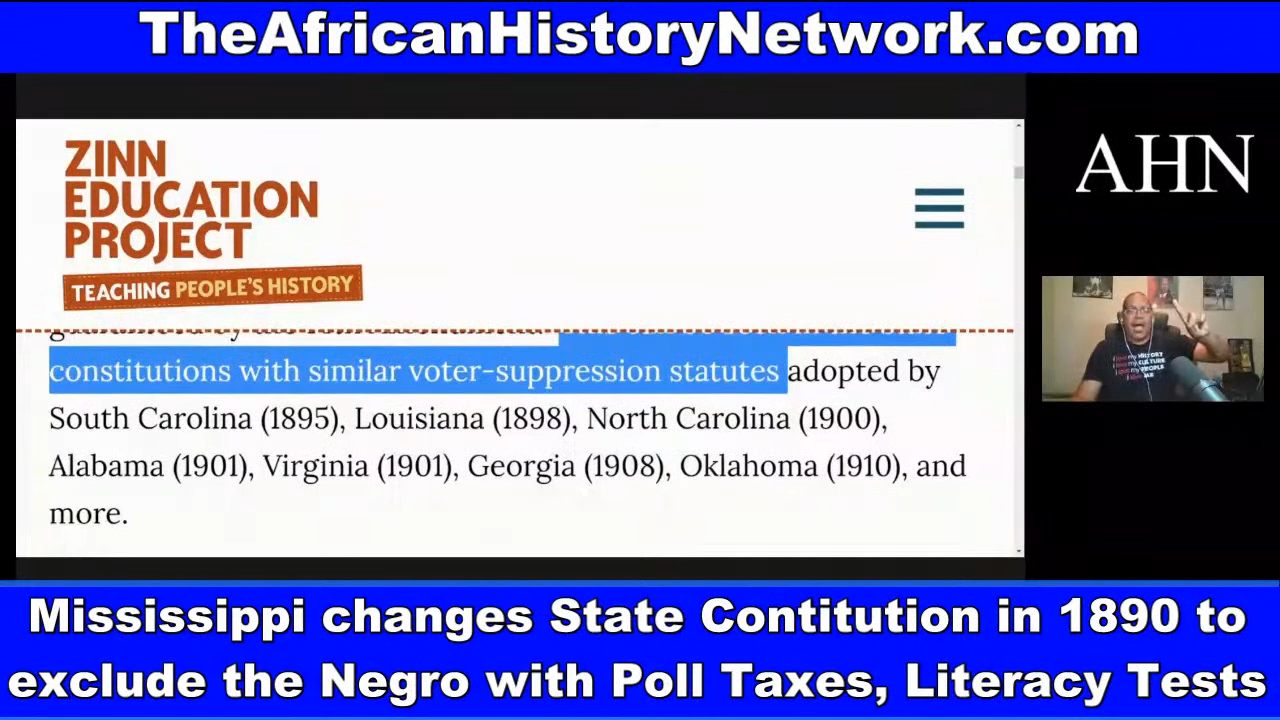 TheAfricanHistoryNetwork.com
AHN
ZINN
EDUCATION
PROJECT
TEACHING PEOPLE'S HISTORY
constitutions with similar voter-suppression statutes adopted by
South Carolina (1895), Louisiana (1898), North Carolina (1900),
Alabama (1901), Virginia (1901), Georgia (1908), Oklahoma (1910), and
more.
Mississippi changes State Contitution in 1890 to
exclude the Negro with Poll Taxes, Literacy Tests